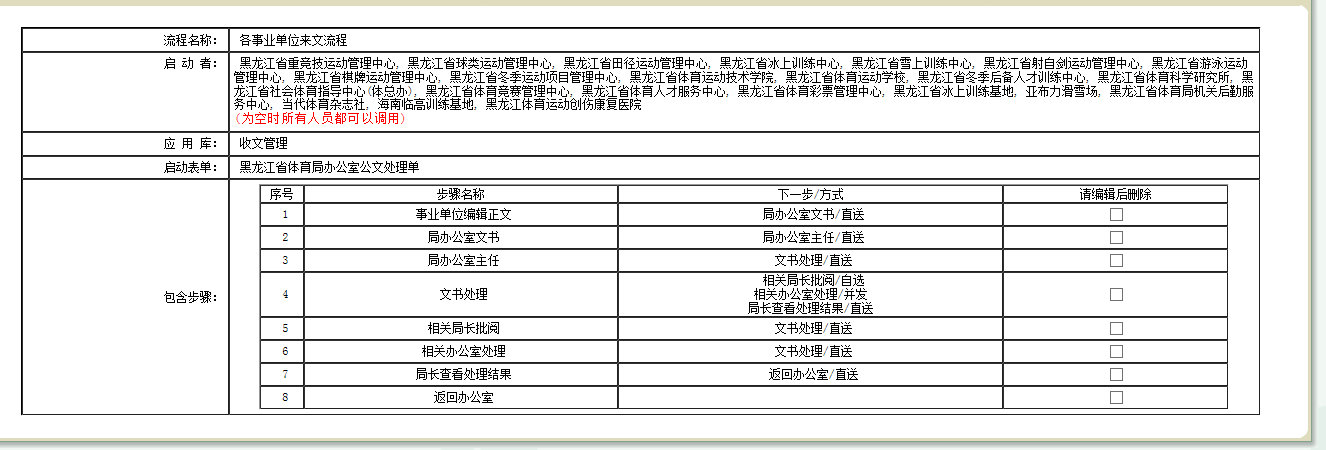 流程名称： 各事业单位来文流程
启 动 者： 黑龙江省重竞技运动管理中心, 黑龙江省球类运动管理中心, 黑龙江省田径运动管理中心, 黑龙江省冰上训练中心, 黑龙江省雪上训练中心, 黑龙江省射自剑运动管理中心, 黑龙江省游泳运动
管理中心, 黑龙江省棋牌运动管理中心, 黑龙江省冬季运动项目管理中心, 黑龙江省体育运动技术学院, 黑龙江省体育运动学校, 黑龙江省冬季后备人才训练中心, 黑龙江省体育科学研究所, 黑
龙江省社会体育指导中心(体总办), 黑龙江省体育竞赛管理中心, 黑龙江省体育人才服务中心, 黑龙江省体育彩票管理中心, 黑龙江省冰上训练基地, 亚布力滑雪场, 黑龙江省体育局机关后勤服
务中心, 当代体育杂志社, 海南临高训练基地, 黑龙江体育运动创伤康复医院
(为空时所有人员都可以调用)
应 用 库： 收文管理
启动表单： 黑龙江省体育局办公室公文处理单
包含步骤：
序号 步骤名称 下一步/方式 请编辑后删除
1 事业单位编辑正文 局办公室文书/直送
2 局办公室文书 局办公室主任/直送
3 局办公室主任 文书处理/直送
4 文书处理 相关局长批阅/自选
相关办公室处理/并发
局长查看处理结果/直送
5 相关局长批阅 文书处理/直送
6 相关办公室处理 文书处理/直送
7 局长查看处理结果 返回办公室/直送
8 返回办公室